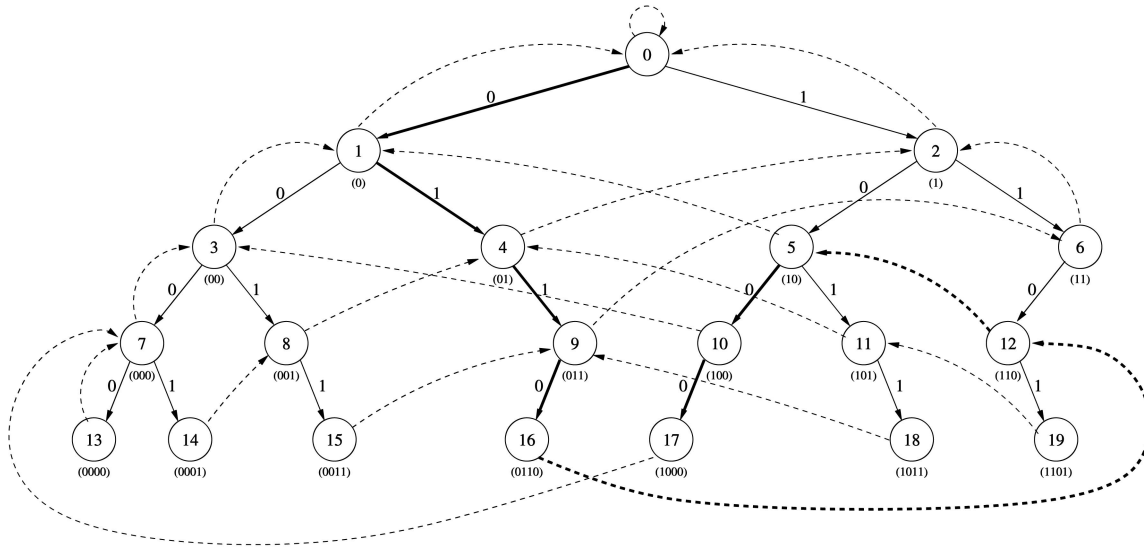 0
0 1
1 2
(0) (1)
0 1 0 1
3 4 5 6
(00) (01) (10) (11)
0 1 1 0 1 0
7 8 9 10 11 12
(000) (001) (011) (100) (101) (110)
0 1 1 0 0 1 1
13 14 15 16 17 18 19
(0000) (0001) (0011) (0110) (1000) (1011) (1101)